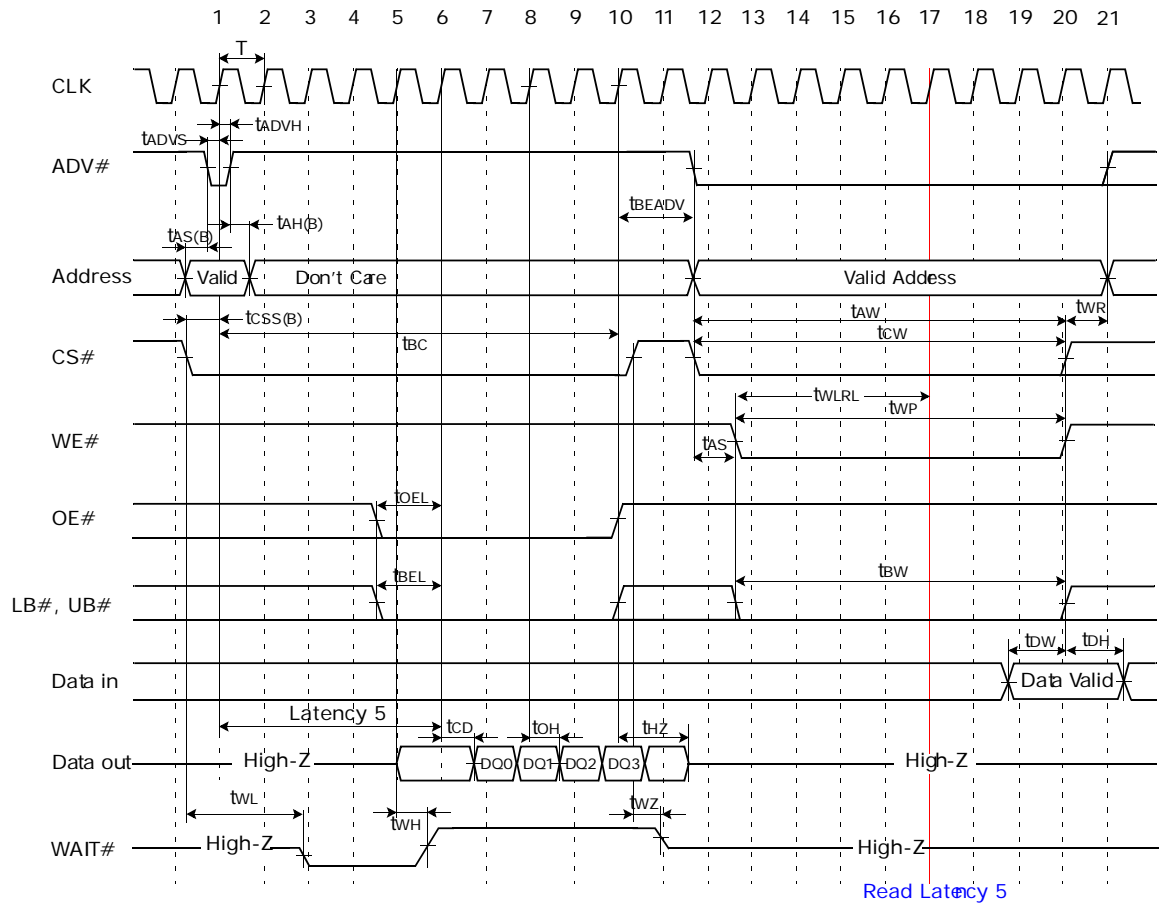 1 2 3 4 5 6 7 8 9 10 11 12 13 14 15 16 17 18 19 20 21
T
CLK
tADVH
tADVS
ADV#
tBEADV
tAH(B)
tAS(B)
Address Valid Don't Care Valid Address
tCSS(B) tAW tWR
tBC tCW
CS#
tWLRL
tWP
WE# tAS
tOEL
OE#
tBEL tBW
LB#, UB#
tDW tDH
Data in Data Valid
Latency 5 tCD tOH tHZ
Data out High-Z DQ0 DQ1 DQ2 DQ3 High-Z
tWL tWH tWZ
WAIT# High-Z High-Z
Read Latency 5